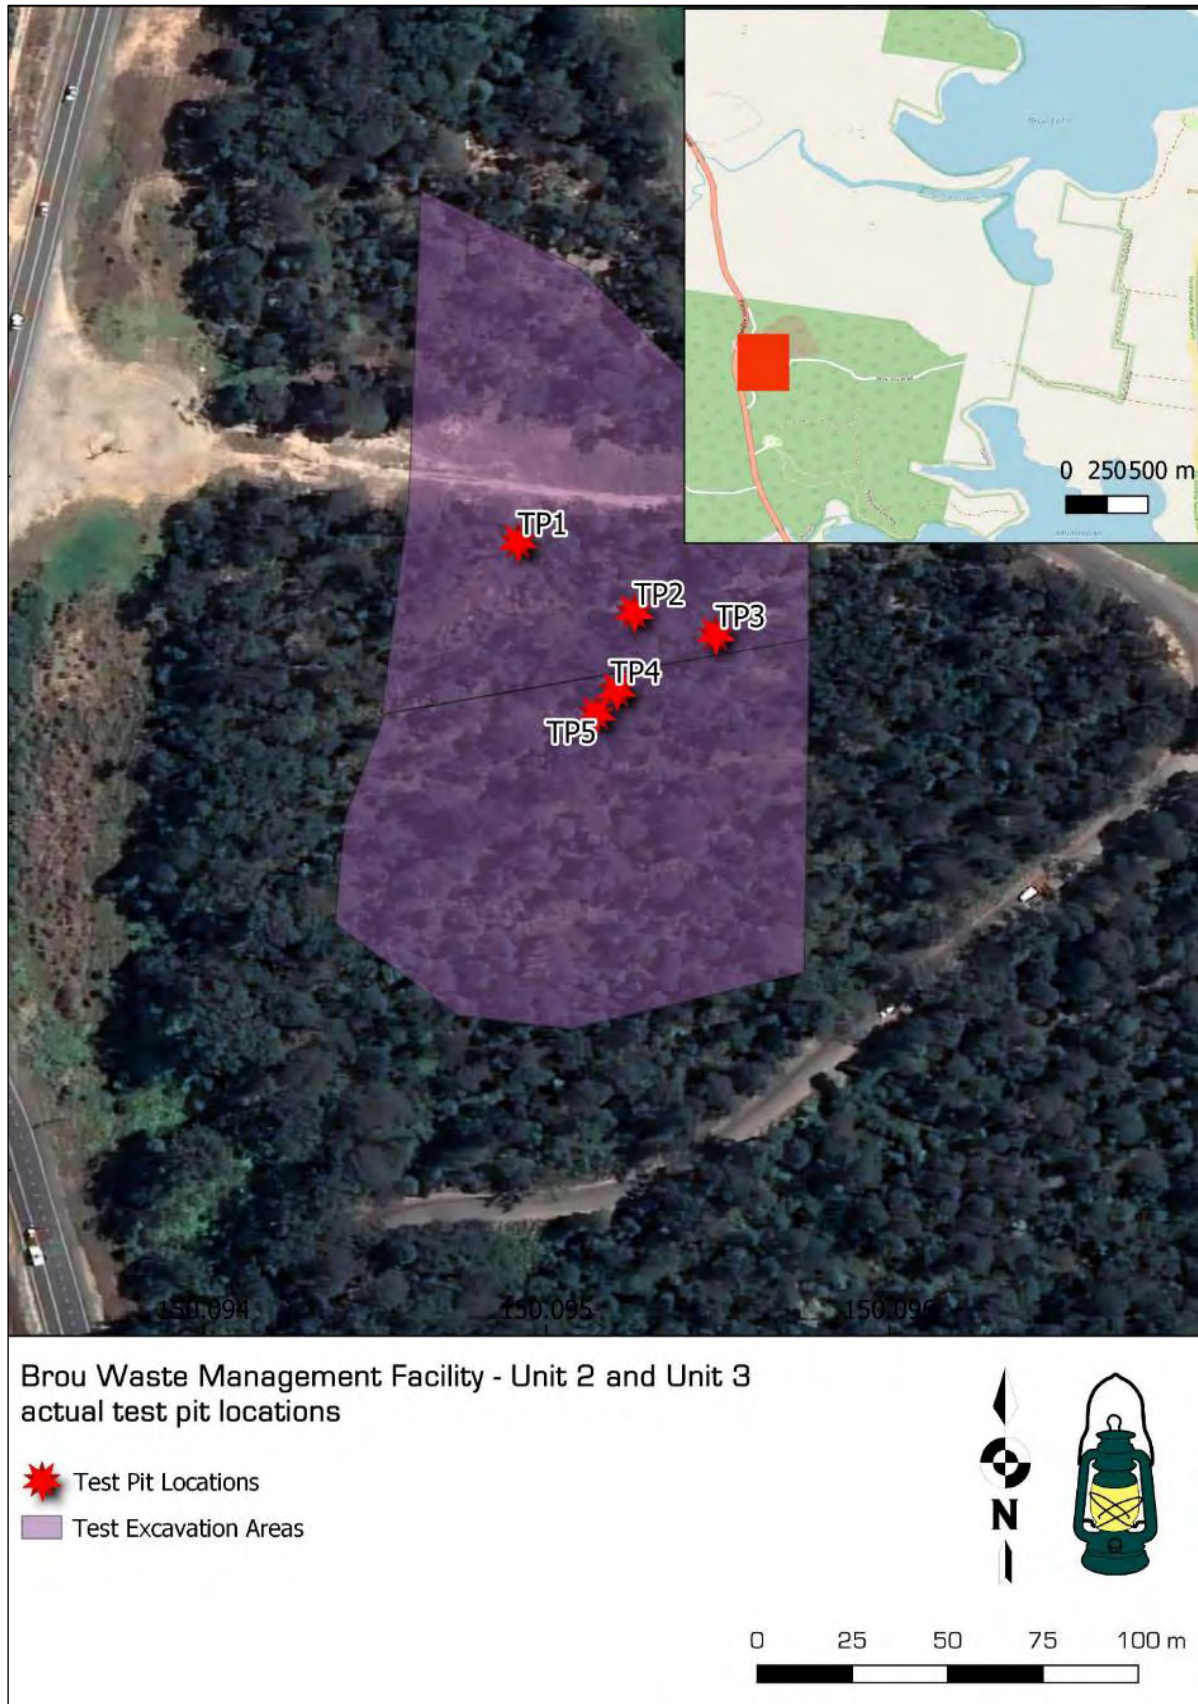 0 250500 m
TP1
TP2
TP3
TP4
TP5
150.094
150.095
150.096
Brou Waste Management Facility - Unit 2 and Unit 3
actual test pit locations
Test Pit Locations
Test Excavation Areas
N
0 25 50 75 100 m